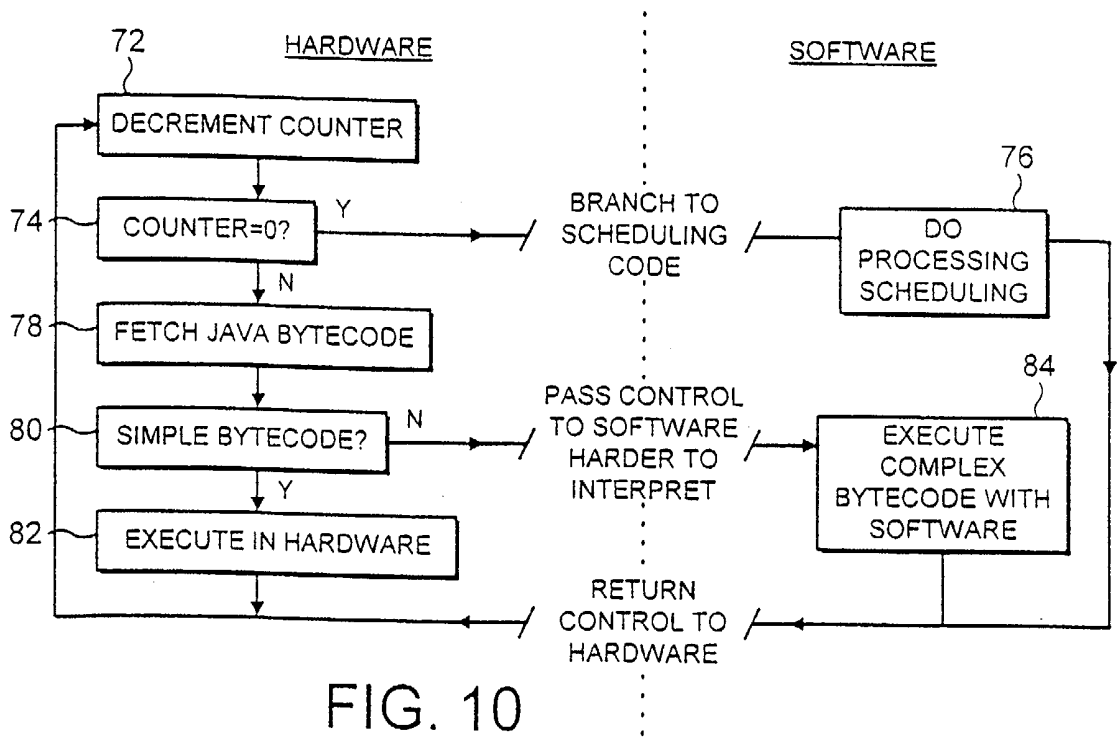 HARDWARE
SOFTWARE
72
DECREMENT COUNTER
74
COUNTER=0?
Y
N
BRANCH TO
SCHEDULING
CODE
76
DO
PROCESSING
SCHEDULING
78
FETCH JAVA BYTECODE
80
SIMPLE BYTECODE?
N
Y
PASS CONTROL
TO SOFTWARE
HARDER TO
INTERPRET
84
EXECUTE
COMPLEX
BYTECODE WITH
SOFTWARE
82
EXECUTE IN HARDWARE
RETURN
CONTROL TO
HARDWARE
FIG. 10